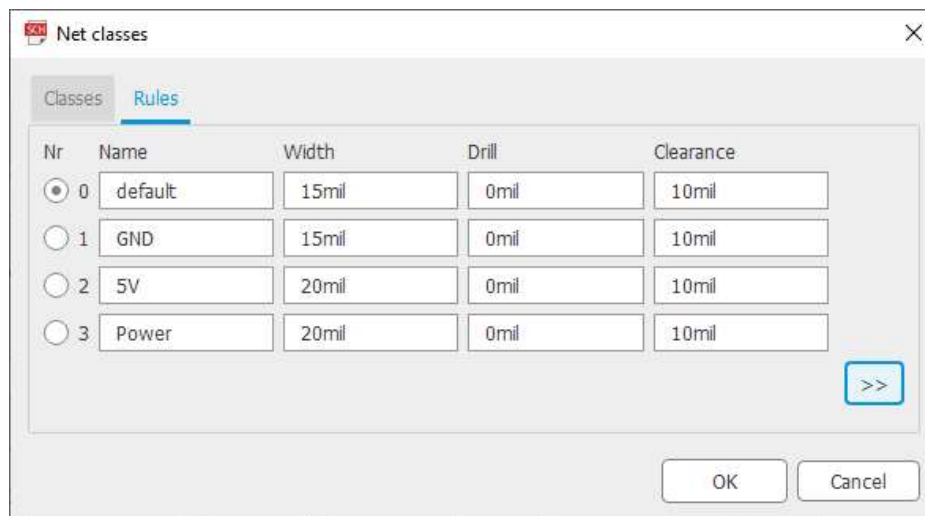 SCH Net classes
Classes Rules
Nr Name Width Drill Clearance
0 default 15mil 0mil 10mil
1 GND 15mil 0mil 10mil
2 5V 20mil 0mil 10mil
3 Power 20mil 0mil 10mil
>>
OK Cancel